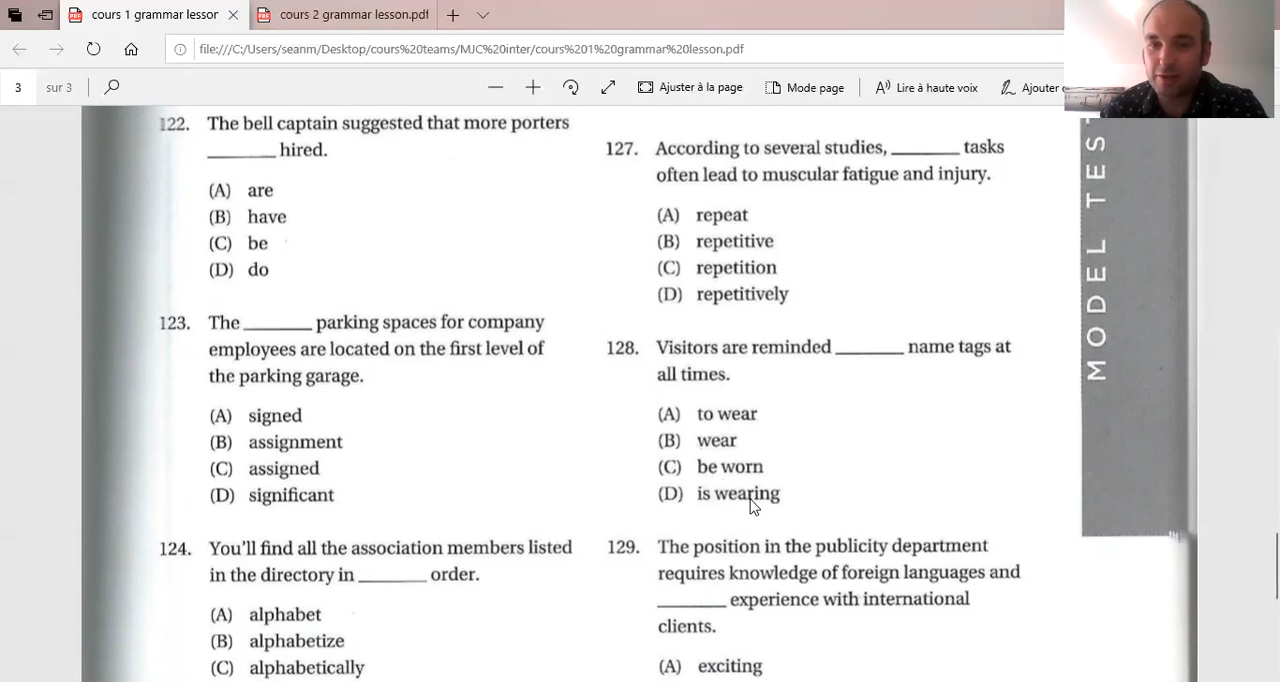 cours 1 grammar lesson
cours 2 grammar lesson.pdf
file:///C:/Users/seanm/Desktop/cours%20teams/MJC%20inter/cours%201%20grammar%20lesson.pdf
3 sur 3
Ajuster à la page
Mode page
Lire à haute voix
Ajouter
122. The bell captain suggested that more porters
_______ hired.
(A) are
(B) have
(C) be
(D) do
123. The _______ parking spaces for company
employees are located on the first level of
the parking garage.
(A) signed
(B) assignment
(C) assigned
(D) significant
124. You'll find all the association members listed
in the directory in _______ order.
(A) alphabet
(B) alphabetize
(C) alphabetically
127. According to several studies, _______ tasks
often lead to muscular fatigue and injury.
(A) repeat
(B) repetitive
(C) repetition
(D) repetitively
128. Visitors are reminded _______ name tags at
all times.
(A) to wear
(B) wear
(C) be worn
(D) is wearing
129. The position in the publicity department
requires knowledge of foreign languages and
_______ experience with international
clients.
(A) exciting
MODEL TES